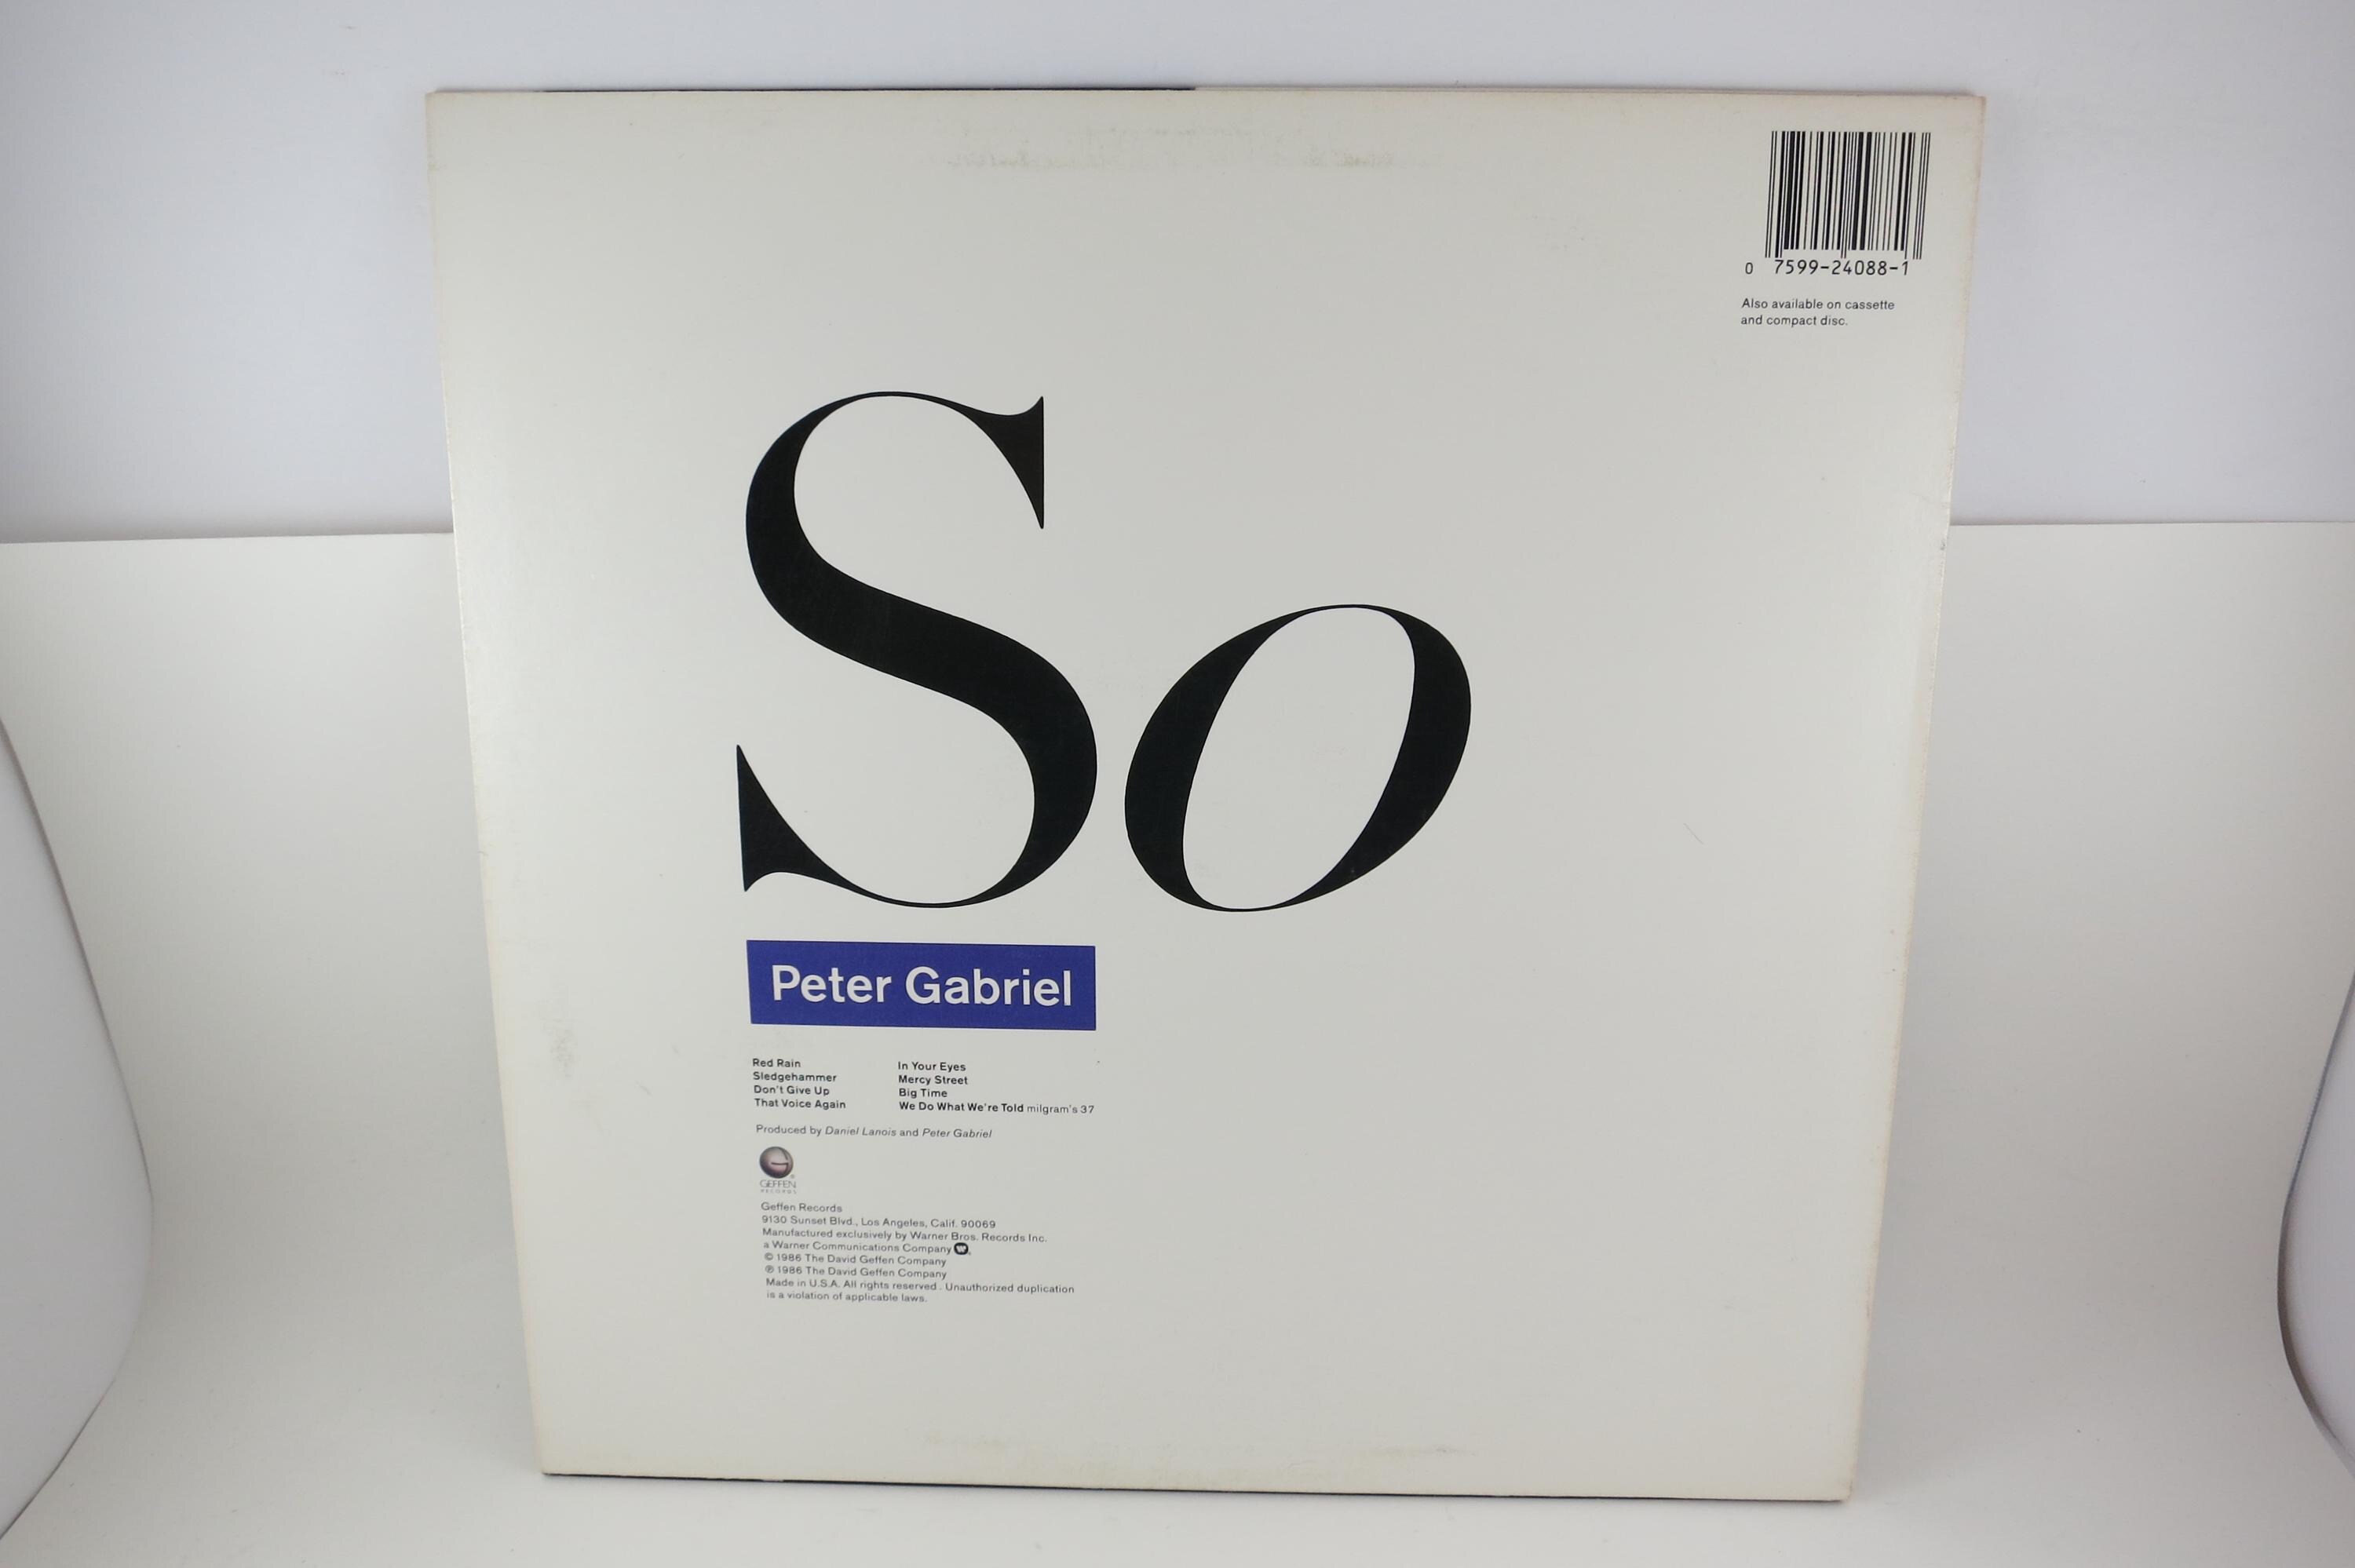 0 7599-24088-1
Also available on cassette
and compact disc.
So
Peter Gabriel
Red Rain
Sledgehammer
Don't Give Up
That Voice Again
In Your Eyes
Mercy Street
Big Time
We Do What We're Told milgram's 37
Produced by Daniel Lanois and Peter Gabriel
GEFFEN
RECORDS
Geffen Records
9130 Sunset Blvd., Los Angeles, Calif. 90069
Manufactured exclusively by Warner Bros. Records Inc.
a Warner Communications Company
© 1986 The David Geffen Company
℗ 1986 The David Geffen Company
Made in U.S.A. All rights reserved. Unauthorized duplication
is a violation of applicable laws.